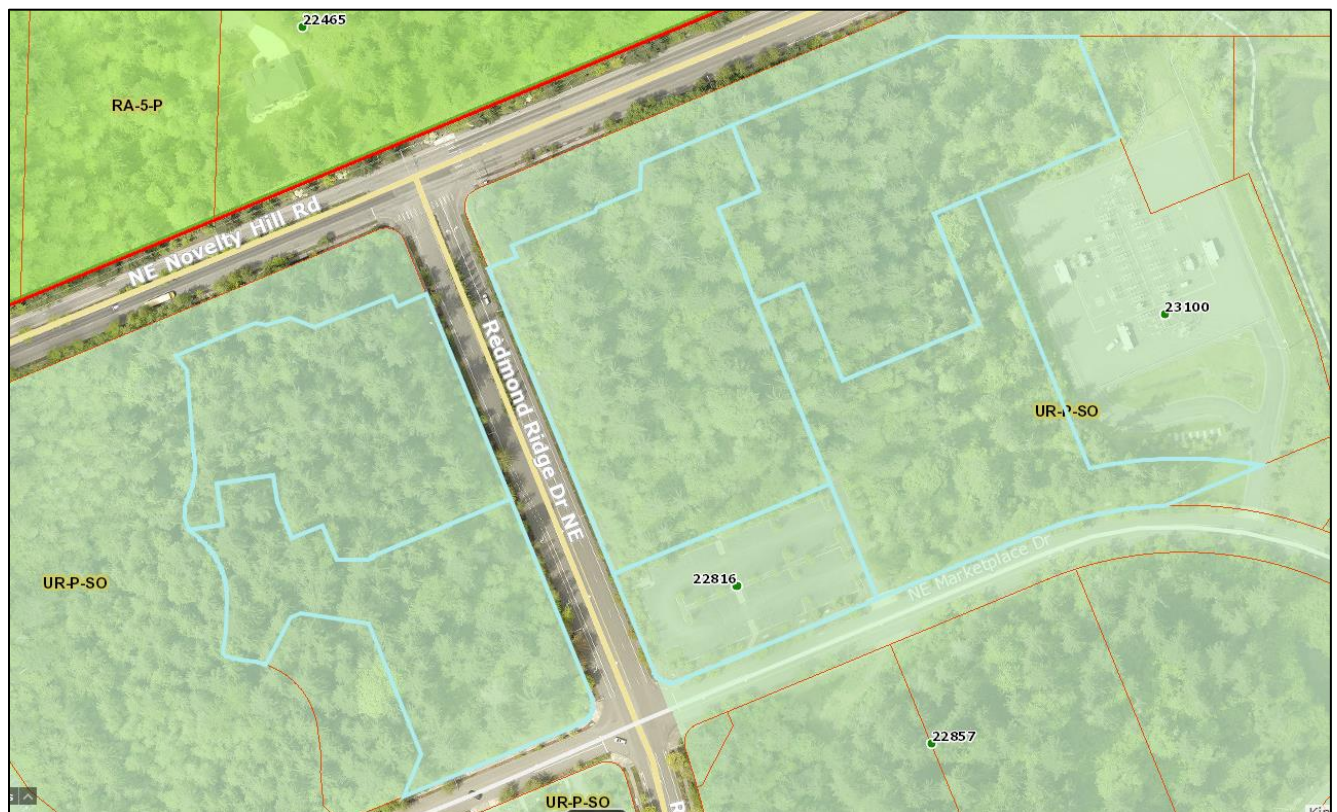 22465
RA-5-P
NE Novelty Hill Rd
23100
Redmond Ridge Dr NE
UR-P-SO
NE Marketplace Dr
22816
UR-P-SO
22857
UR-P-SO